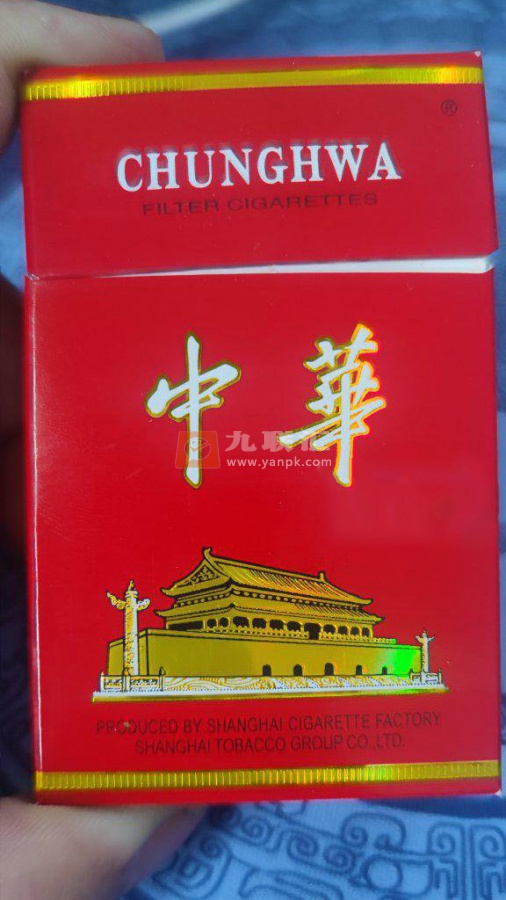 ®
CHUNGHWA
FILTER CIGARETTES
中 華
九联
www.yanpk.com
PRODUCED BY SHANGHAI CIGARETTE FACTORY
SHANGHAI TOBACCO GROUP CO.,LTD.